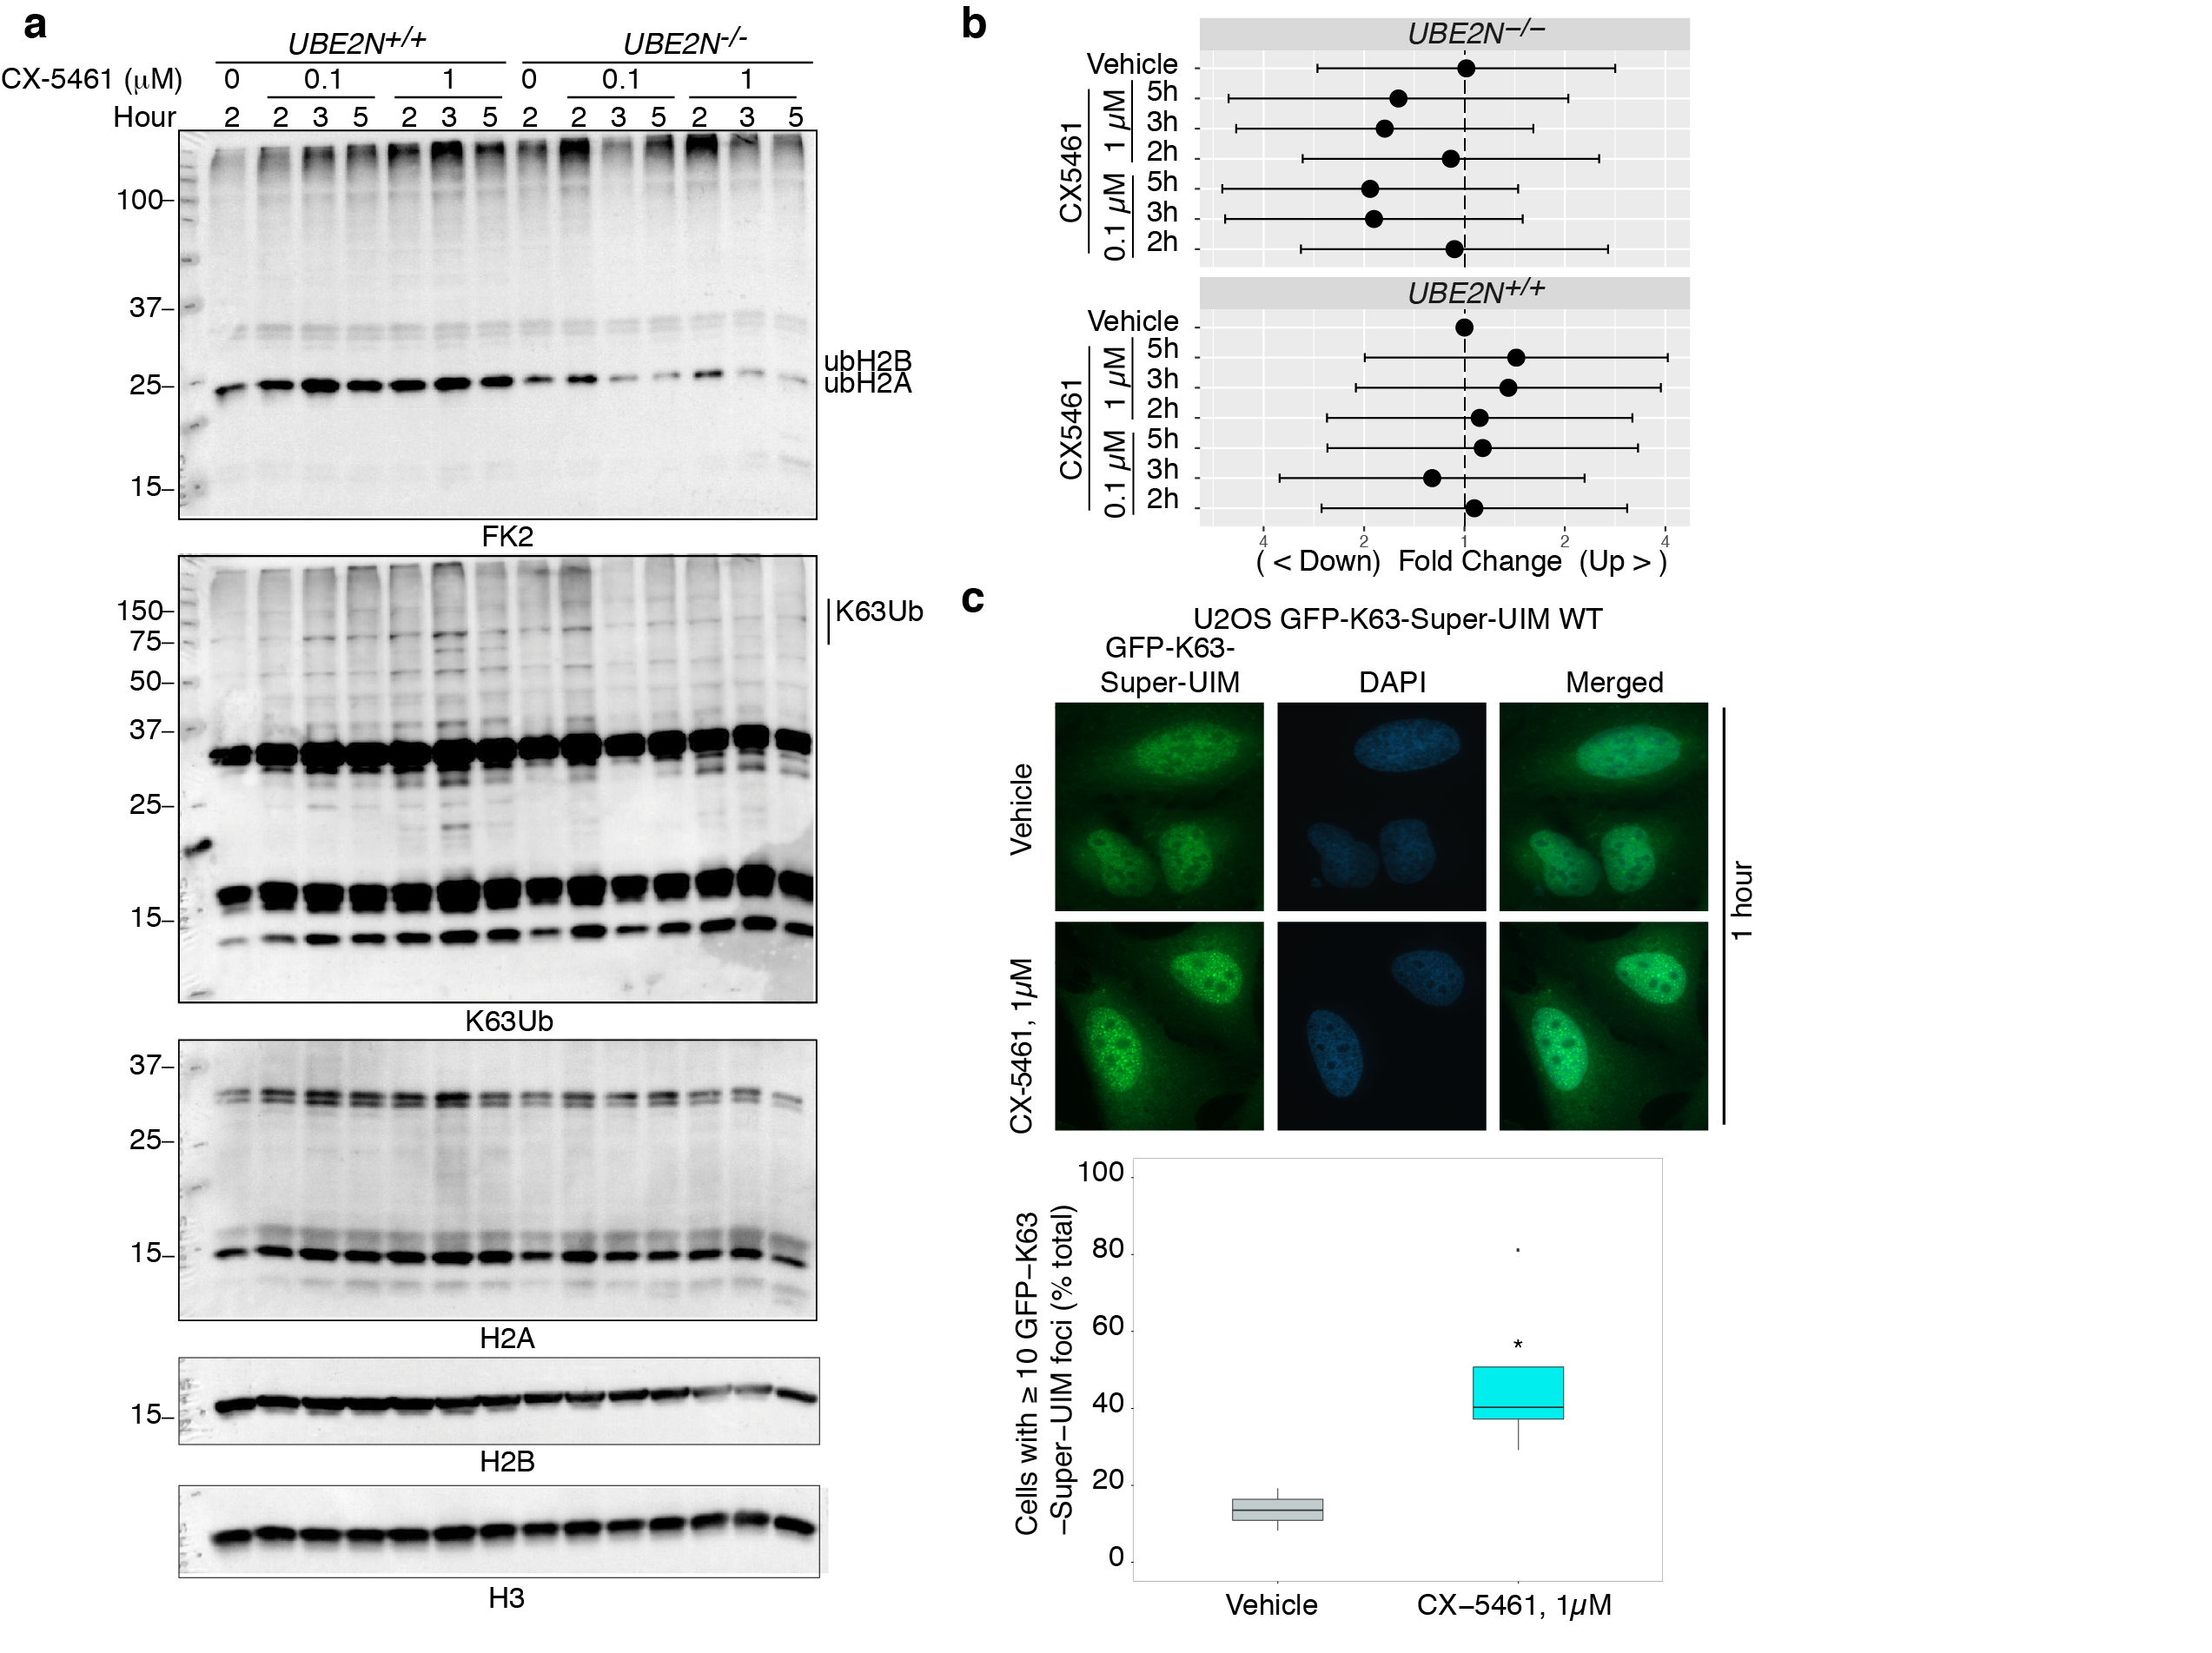 a
UBE2N+/+ UBE2N-/-
CX-5461 (µM) 0 0.1 1 0 0.1 1
Hour 2 2 3 5 2 3 5 2 2 3 5 2 3 5
100–
37–
ubH2B
25– ubH2A
15–
FK2
150– K63Ub
75–
50–
37–
25–
15–
K63Ub
37–
25–
15–
H2A
15–
H2B
H3
b
UBE2N–/–
Vehicle
CX5461
1 µM
5h
3h
2h
0.1 µM
5h
3h
2h
UBE2N+/+
Vehicle
CX5461
1 µM
5h
3h
2h
0.1 µM
5h
3h
2h
4 2 1 2 4
( < Down) Fold Change (Up > )
c
U2OS GFP-K63-Super-UIM WT
GFP-K63-
Super-UIM DAPI Merged
Vehicle
CX-5461, 1µM
1 hour
Cells with ≥ 10 GFP–K63
–Super–UIM foci (% total)
100
80
60
*
40
20
0
Vehicle CX–5461, 1µM